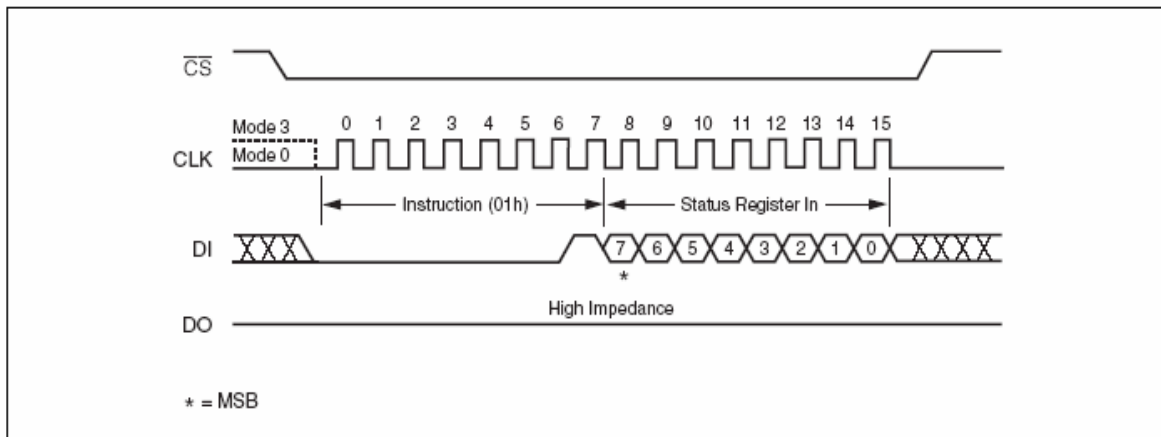 CS
Mode 3
0 1 2 3 4 5 6 7 8 9 10 11 12 13 14 15
Mode 0
CLK
Instruction (01h)
Status Register In
DI
7 6 5 4 3 2 1 0
*
High Impedance
DO
* = MSB